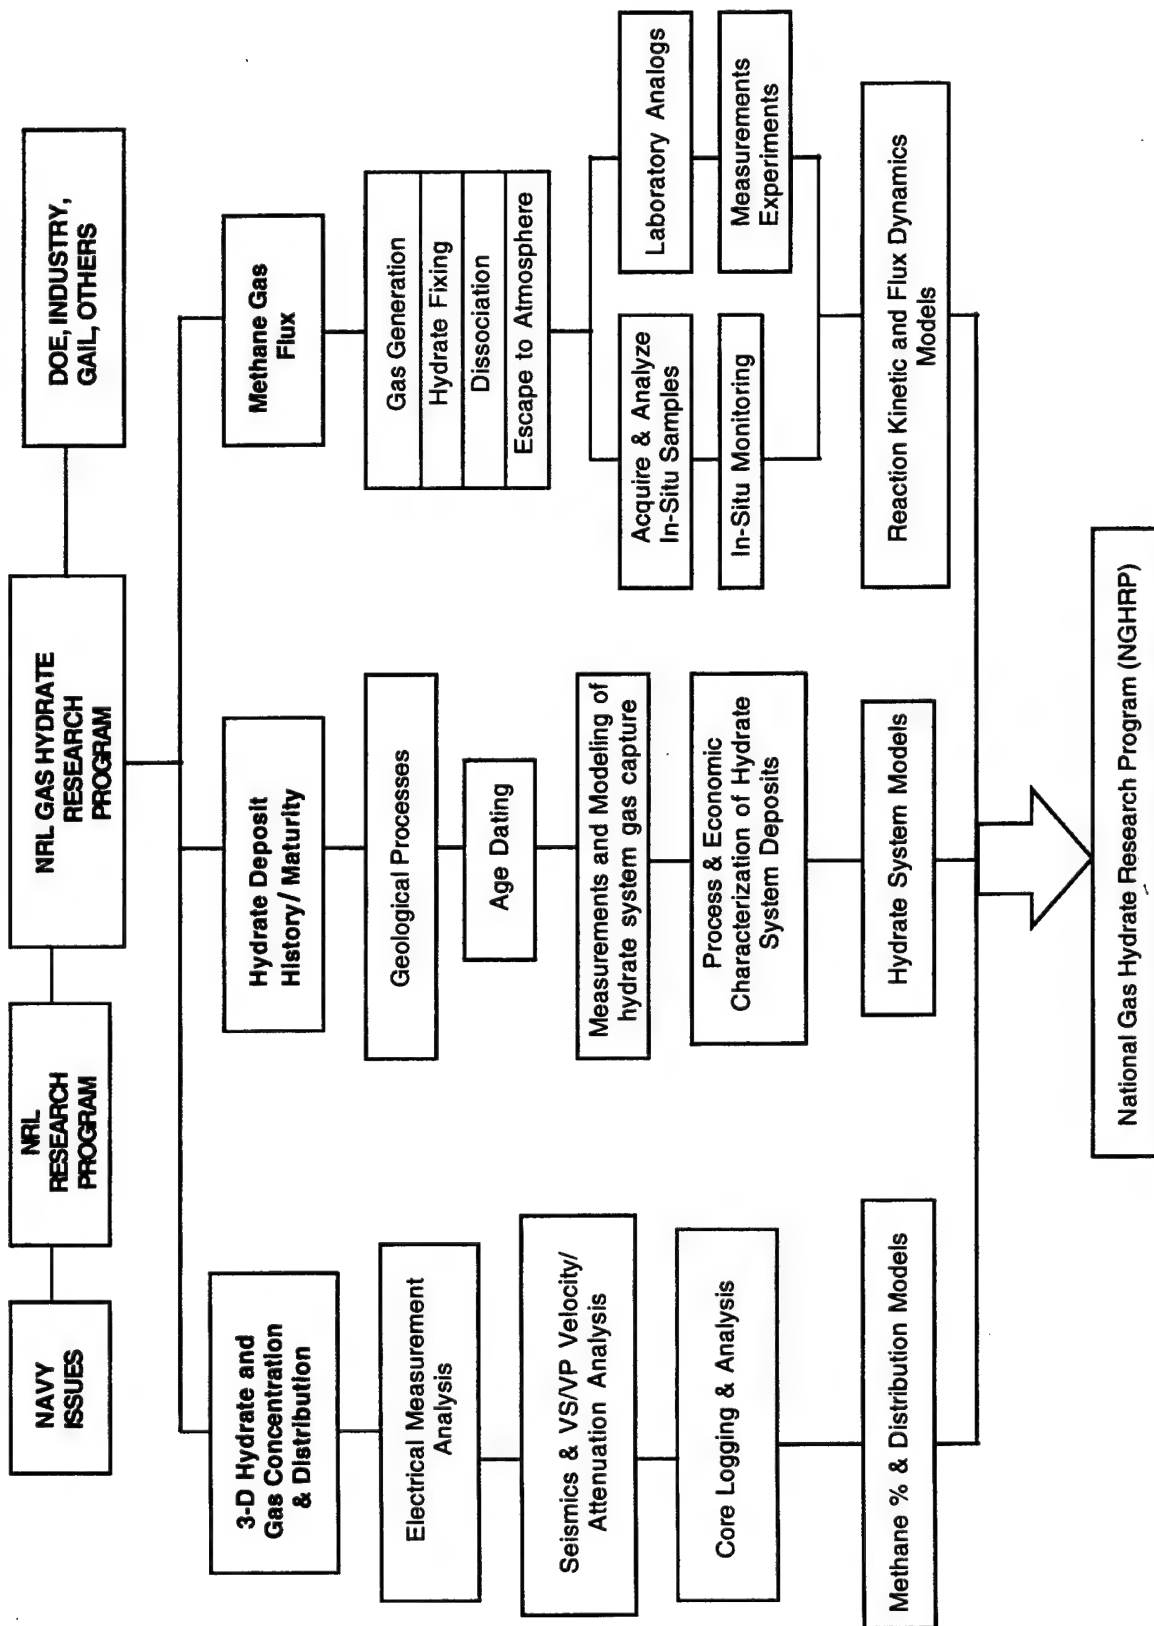 NAVY
ISSUES
NRL
RESEARCH
PROGRAM
NRL GAS HYDRATE
RESEARCH
PROGRAM
DOE, INDUSTRY,
GAIL, OTHERS
3-D Hydrate and
Gas Concentration
& Distribution
Electrical Measurement
Analysis
Seismics & VS/VP Velocity/
Attenuation Analysis
Core Logging & Analysis
Methane % & Distribution Models
Hydrate Deposit
History/ Maturity
Geological Processes
Age Dating
Measurements and Modeling of
hydrate system gas capture
Process & Economic
Characterization of Hydrate
System Deposits
Hydrate System Models
Methane Gas
Flux
Gas Generation
Hydrate Fixing
Dissociation
Escape to Atmosphere
Acquire & Analyze
In-Situ Samples
In-Situ Monitoring
Laboratory Analogs
Measurements
Experiments
Reaction Kinetic and Flux Dynamics
Models
National Gas Hydrate Research Program (NGHRP)